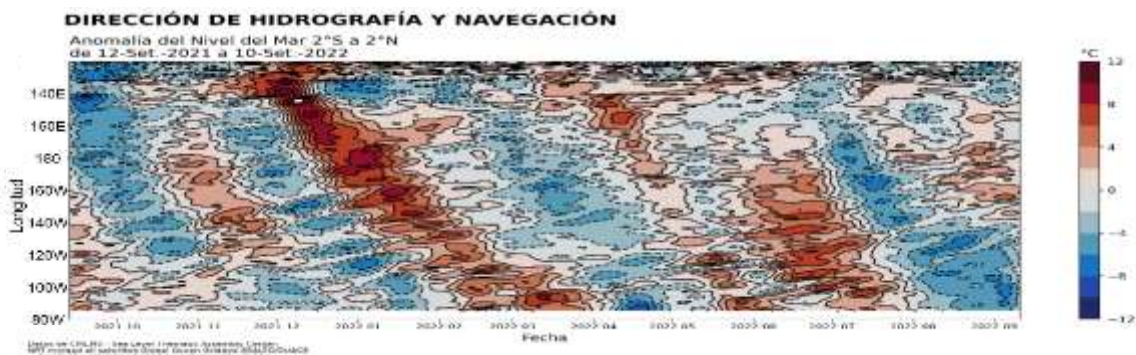 DIRECCIÓN DE HIDROGRAFÍA Y NAVEGACIÓN
Anomalía del Nivel del Mar 2°S a 2°N
de 12-Set.-2021 a 10-Set.-2022
°C
12
8
4
0
−4
−8
−12
Longitud
140E
160E
180
160W
140W
120W
100W
80W
2021-10
2021-11
2021-12
2022-01
2022-02
2022-03
2022-04
2022-05
2022-06
2022-07
2022-08
2022-09
Fecha